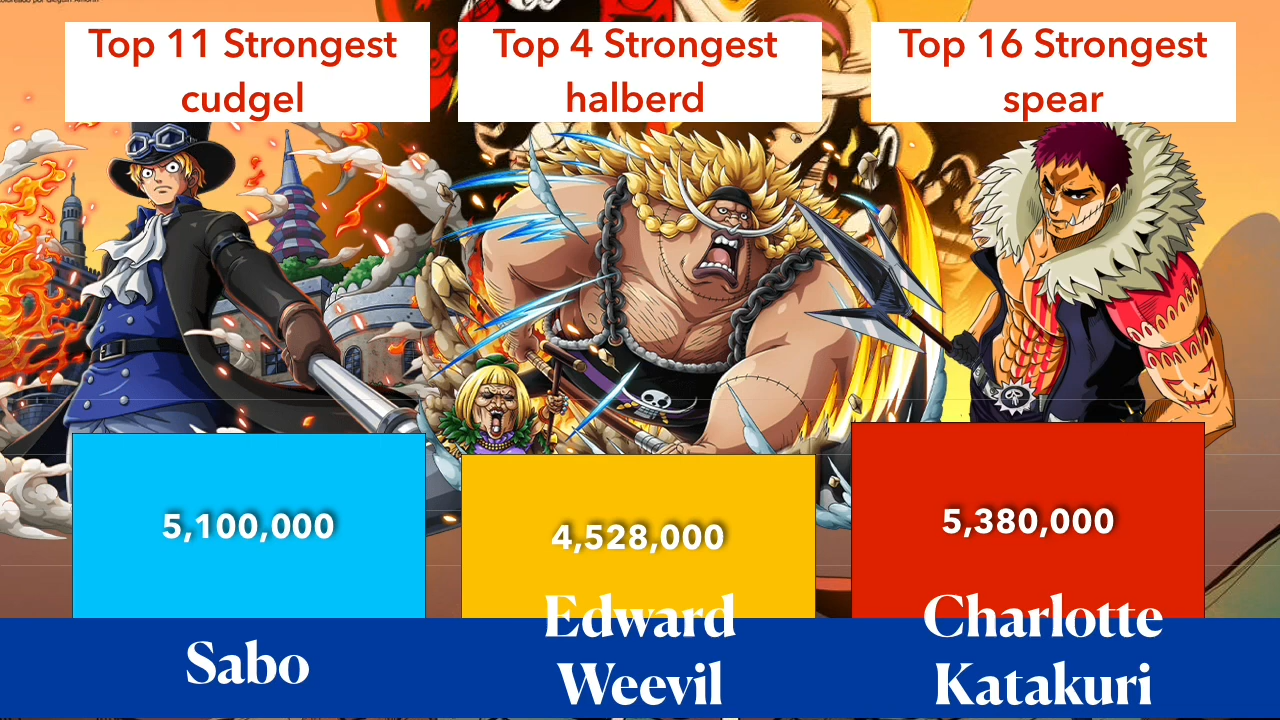 Top 11 Strongest
cudgel
Top 4 Strongest
halberd
Top 16 Strongest
spear
5,100,000
4,528,000
5,380,000
Sabo
Edward
Weevil
Charlotte
Katakuri